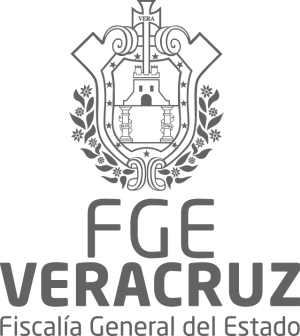 VERA
FGE
VERACRUZ
Fiscalía General del Estado